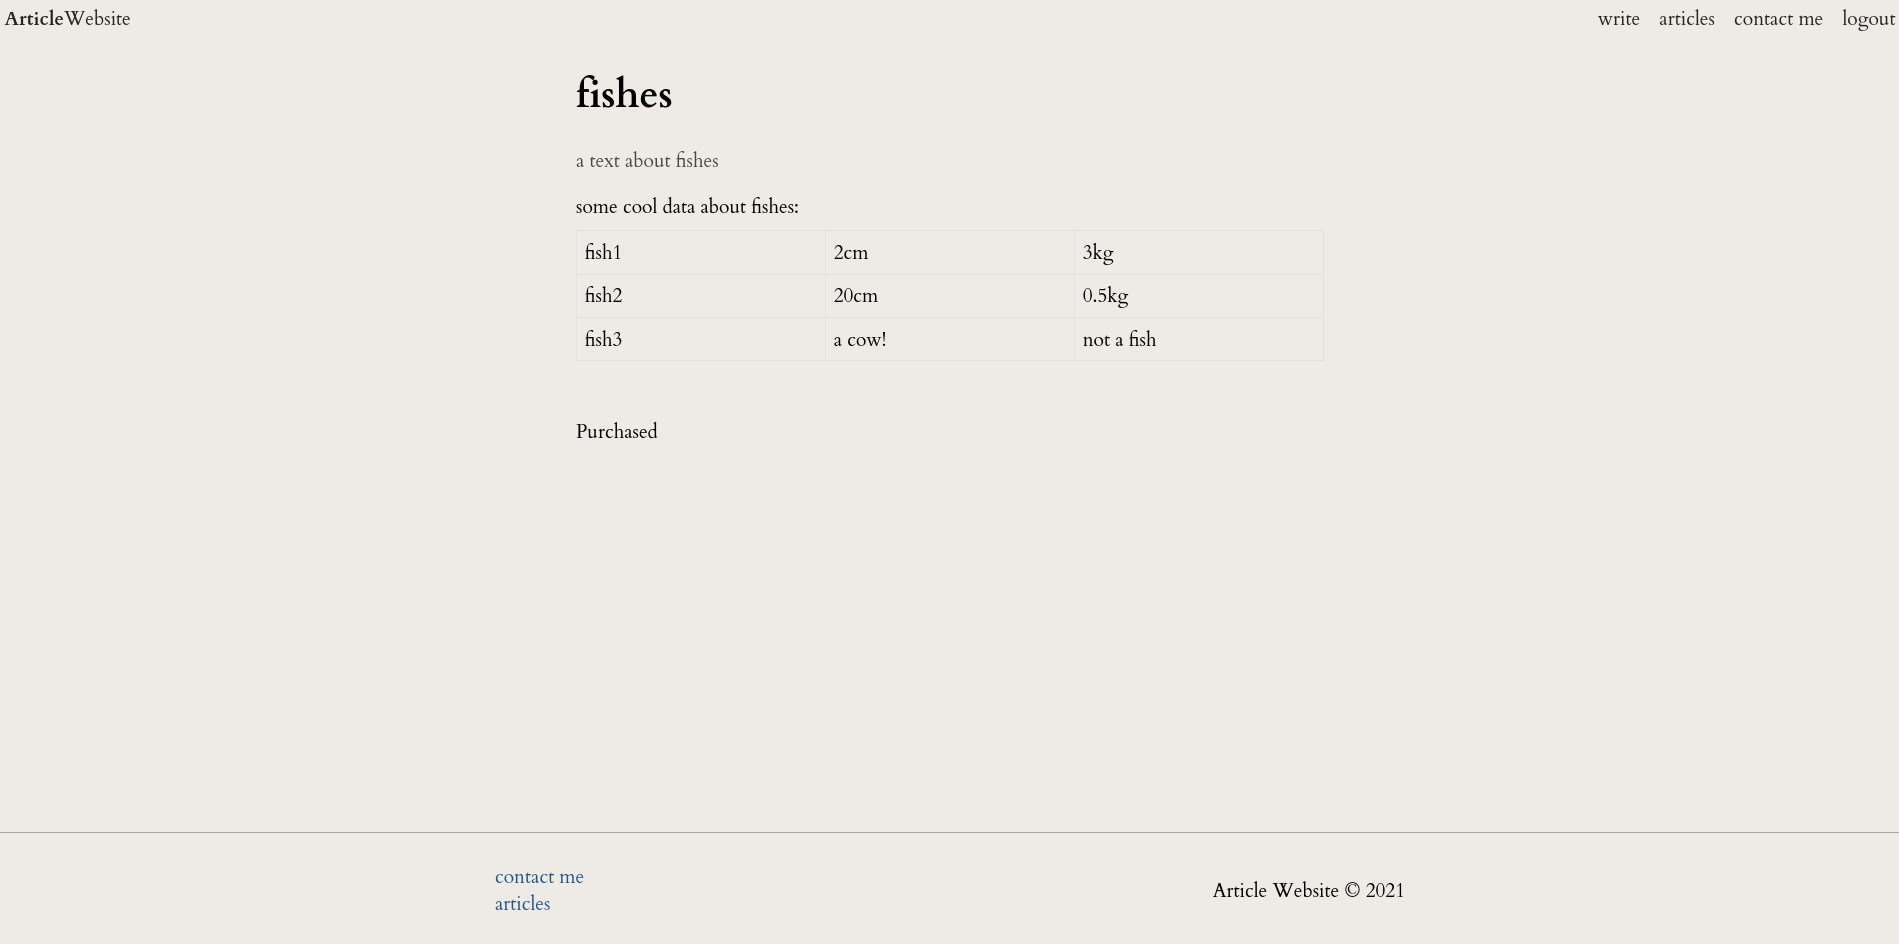 ArticleWebsite write articles contact me logout
fishes
a text about fishes
some cool data about fishes:
fish1 2cm 3kg
fish2 20cm 0.5kg
fish3 a cow! not a fish
Purchased
contact me
articles
Article Website © 2021